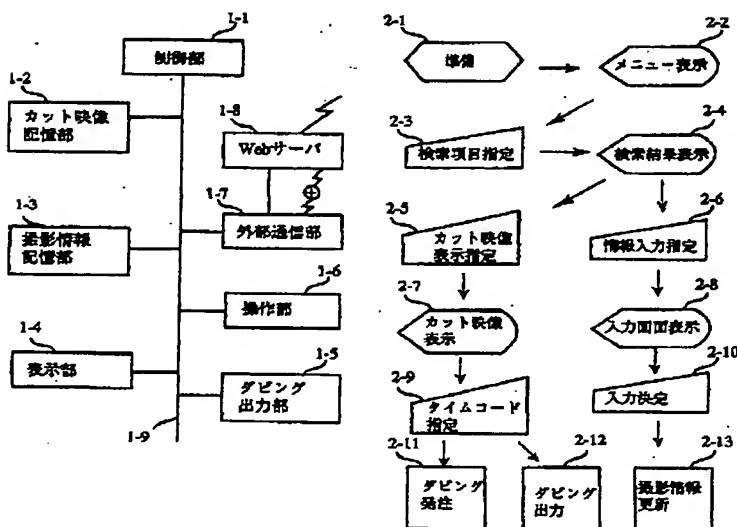 1-1
制御部
1-2
カット映像
配信部
1-8
Webサーバ
1-7
外部通信部
1-3
撮影情報
配信部
1-6
操作部
1-4
表示部
1-5
ダビング
出力部
1-9
2-1
準備
2-2
メニュー表示
2-3
検索項目指定
2-4
検索結果表示
2-5
カット映像
表示指定
2-6
情報入力指定
2-7
カット映像
表示
2-8
入力画面表示
2-9
タイムコード
指定
2-10
入力決定
2-11
ダビング
発注
2-12
ダビング
出力
2-13
撮影情報
更新